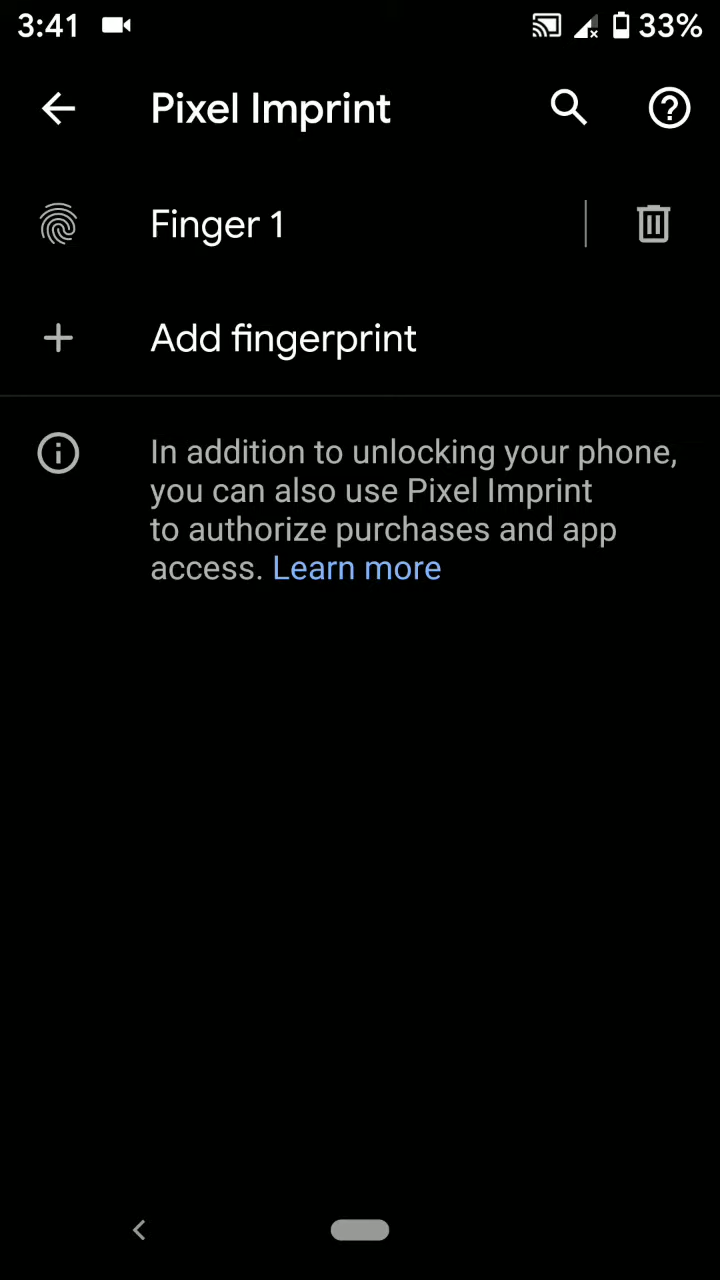 3:41 33%
Pixel Imprint
Finger 1
Add fingerprint
In addition to unlocking your phone,
you can also use Pixel Imprint
to authorize purchases and app
access. Learn more